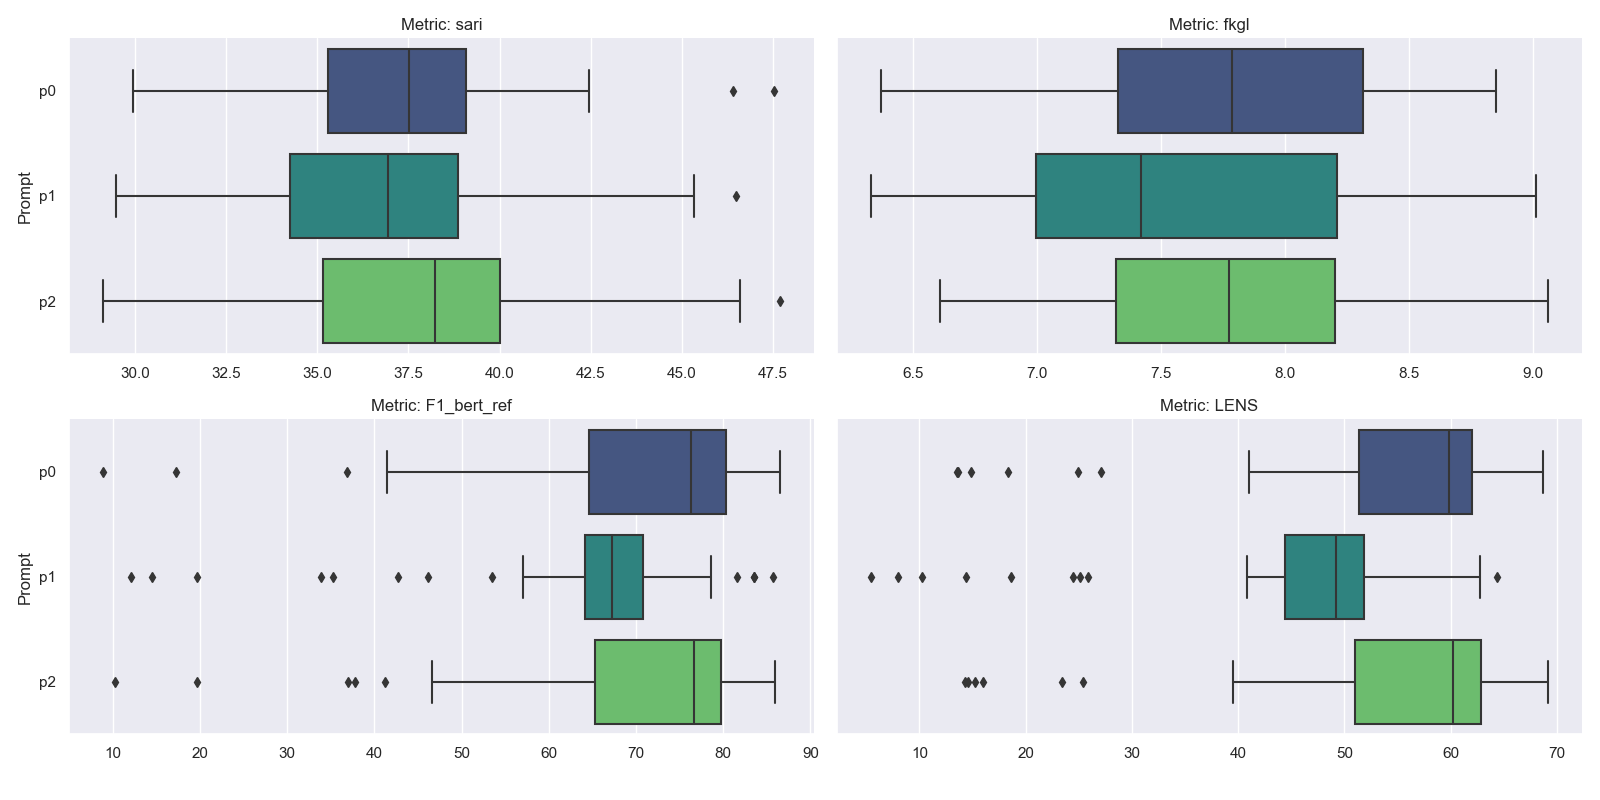 Metric: sari
Metric: fkgl
Prompt
p0
p1
p2
30.0 32.5 35.0 37.5 40.0 42.5 45.0 47.5
6.5 7.0 7.5 8.0 8.5 9.0
Metric: F1_bert_ref
Metric: LENS
Prompt
p0
p1
p2
10 20 30 40 50 60 70 80 90
10 20 30 40 50 60 70